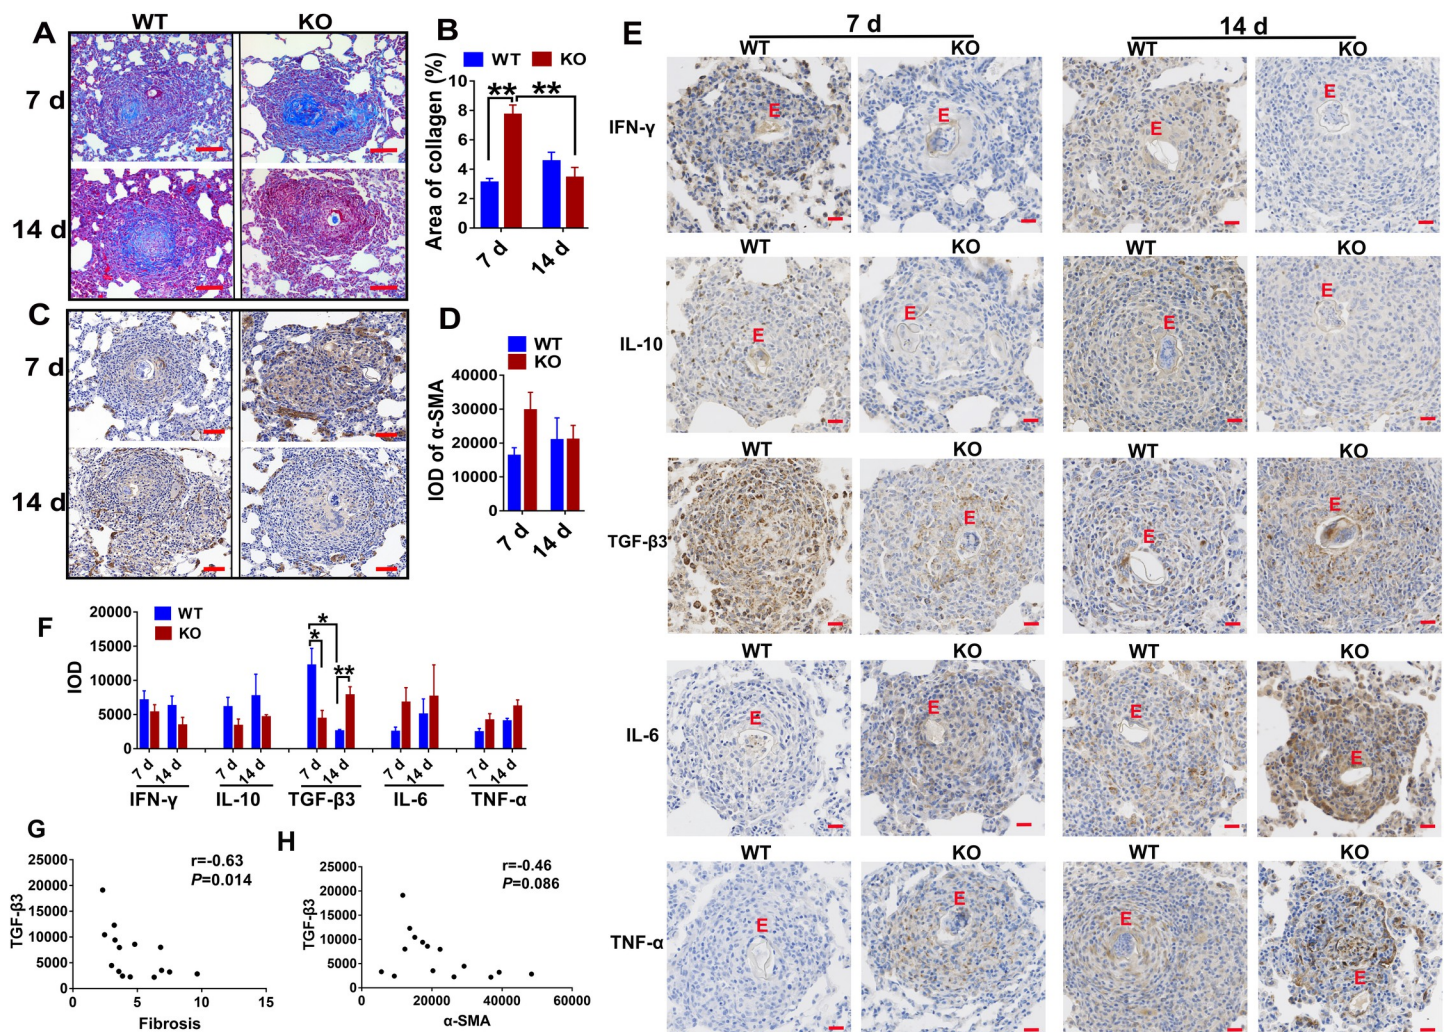 A
WT
KO
7 d
14 d
B
WT KO
Area of collagen (%)
10
8
6
4
2
0
** **
7 d 14 d
C
7 d
14 d
D
WT
KO
IOD of α-SMA
40000
30000
20000
10000
0
7 d 14 d
E
7 d
14 d
WT KO WT KO
IFN-γ
E E E E
WT KO WT KO
IL-10
E E E E
WT KO WT KO
TGF-β3
E E E
WT KO WT KO
IL-6
E E E E
WT KO WT KO
TNF-α
E E E E
F
WT
KO
IOD
20000
15000
10000
5000
0
* * **
7 d 14 d 7 d 14 d 7 d 14 d 7 d 14 d 7 d 14 d
IFN-γ IL-10 TGF-β3 IL-6 TNF-α
G
r=-0.63
P=0.014
TGF-β3
25000
20000
15000
10000
5000
0
0 5 10 15
Fibrosis
H
r=-0.46
P=0.086
TGF-β3
25000
20000
15000
10000
5000
0
0 20000 40000 60000
α-SMA